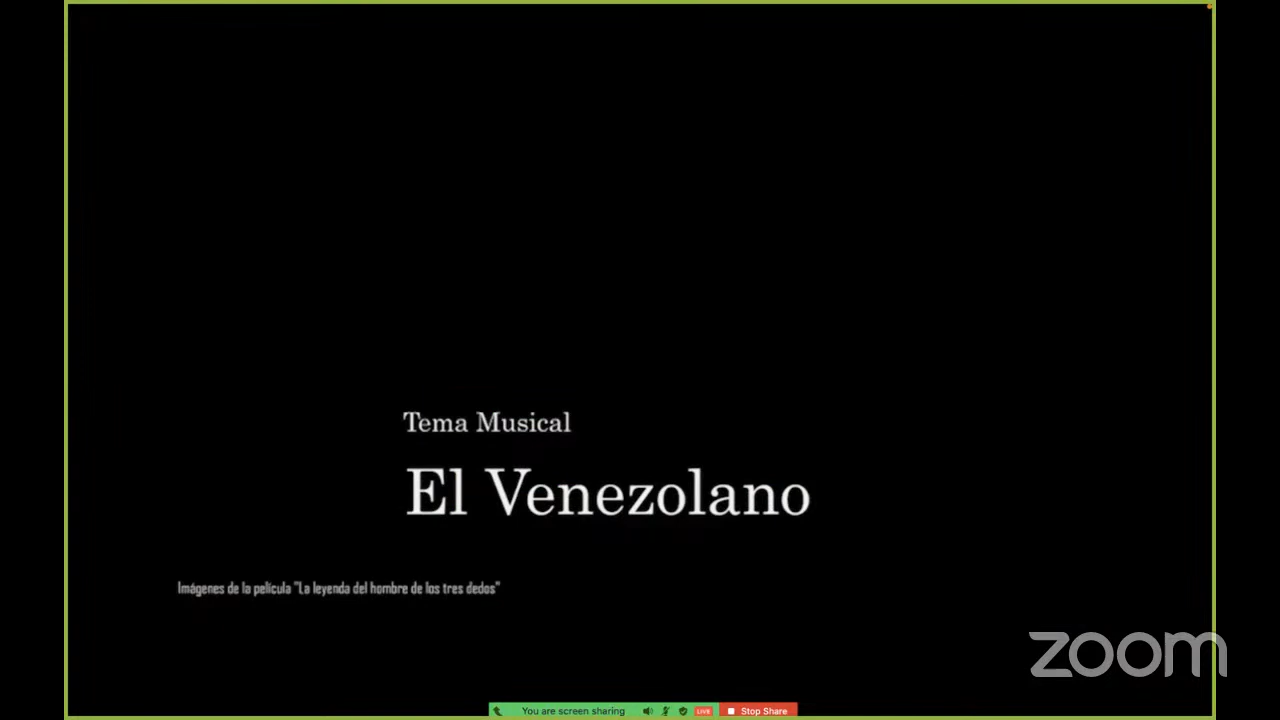 Tema Musical
El Venezolano
Imágenes de la película "La leyenda del hombre de los tres dedos"
zoom
You are screen sharing LIVE Stop Share